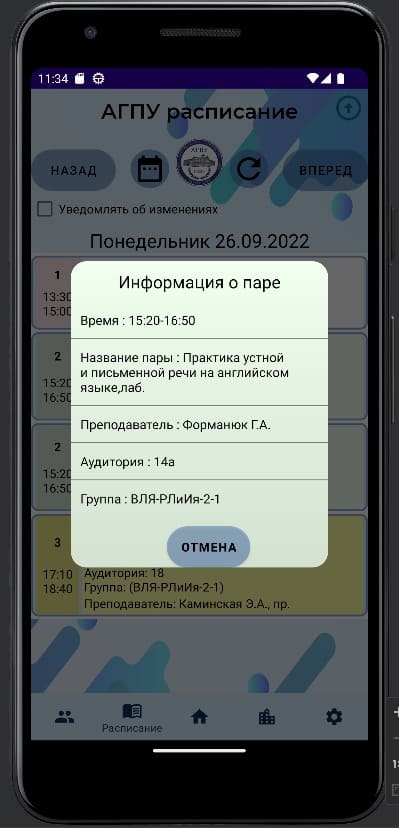 11:34
АГПУ расписание
НАЗАД
АГПУ
ВПЕРЕД
Уведомлять об изменениях
Понедельник 26.09.2022
1
13:30
15:00
2
15:20
16:50
2
15:20
16:50
3
17:10
18:40
Информация о паре
Время : 15:20-16:50
Название пары : Практика устной
и письменной речи на английском
языке,лаб.
Преподаватель : Форманюк Г.А.
Аудитория : 14а
Группа : ВЛЯ-РЛиИя-2-1
ОТМЕНА
Аудитория: 18
Группа: (ВЛЯ-РЛиИя-2-1)
Преподаватель: Каминская Э.А., пр.
Расписание